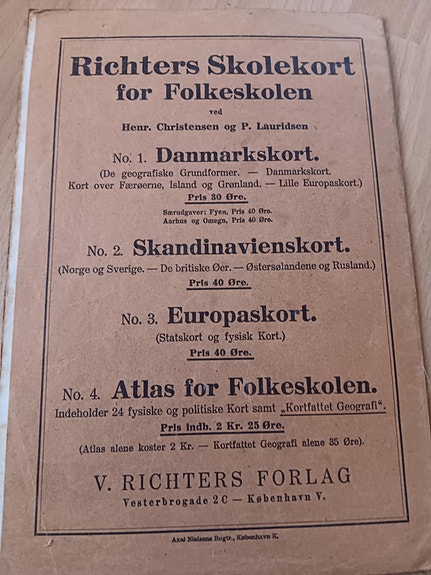 Richters Skolekort
for Folkeskolen
ved
Henr. Christensen og P. Lauridsen
No. 1. Danmarkskort.
(De geografiske Grundformer. — Danmarkskort.
Kort over Færøerne, Island og Grønland. — Lille Europaskort.)
Pris 30 Øre.
Særudgaver: Fyen, Pris 40 Øre.
Aarhus og Omegn, Pris 40 Øre.
No. 2. Skandinavienskort.
(Norge og Sverige. — De britiske Øer. — Østersølandene og Rusland.)
Pris 40 Øre.
No. 3. Europaskort.
(Statskort og fysisk Kort.)
Pris 40 Øre.
No. 4. Atlas for Folkeskolen.
Indeholder 24 fysiske og politiske Kort samt „Kortfattet Geografi“.
Pris indb. 2 Kr. 25 Øre.
(Atlas alene koster 2 Kr. — Kortfattet Geografi alene 35 Øre).
V. RICHTERS FORLAG
Vesterbrogade 2 C — København V.
Axel Nielsens Bogtr., København K.